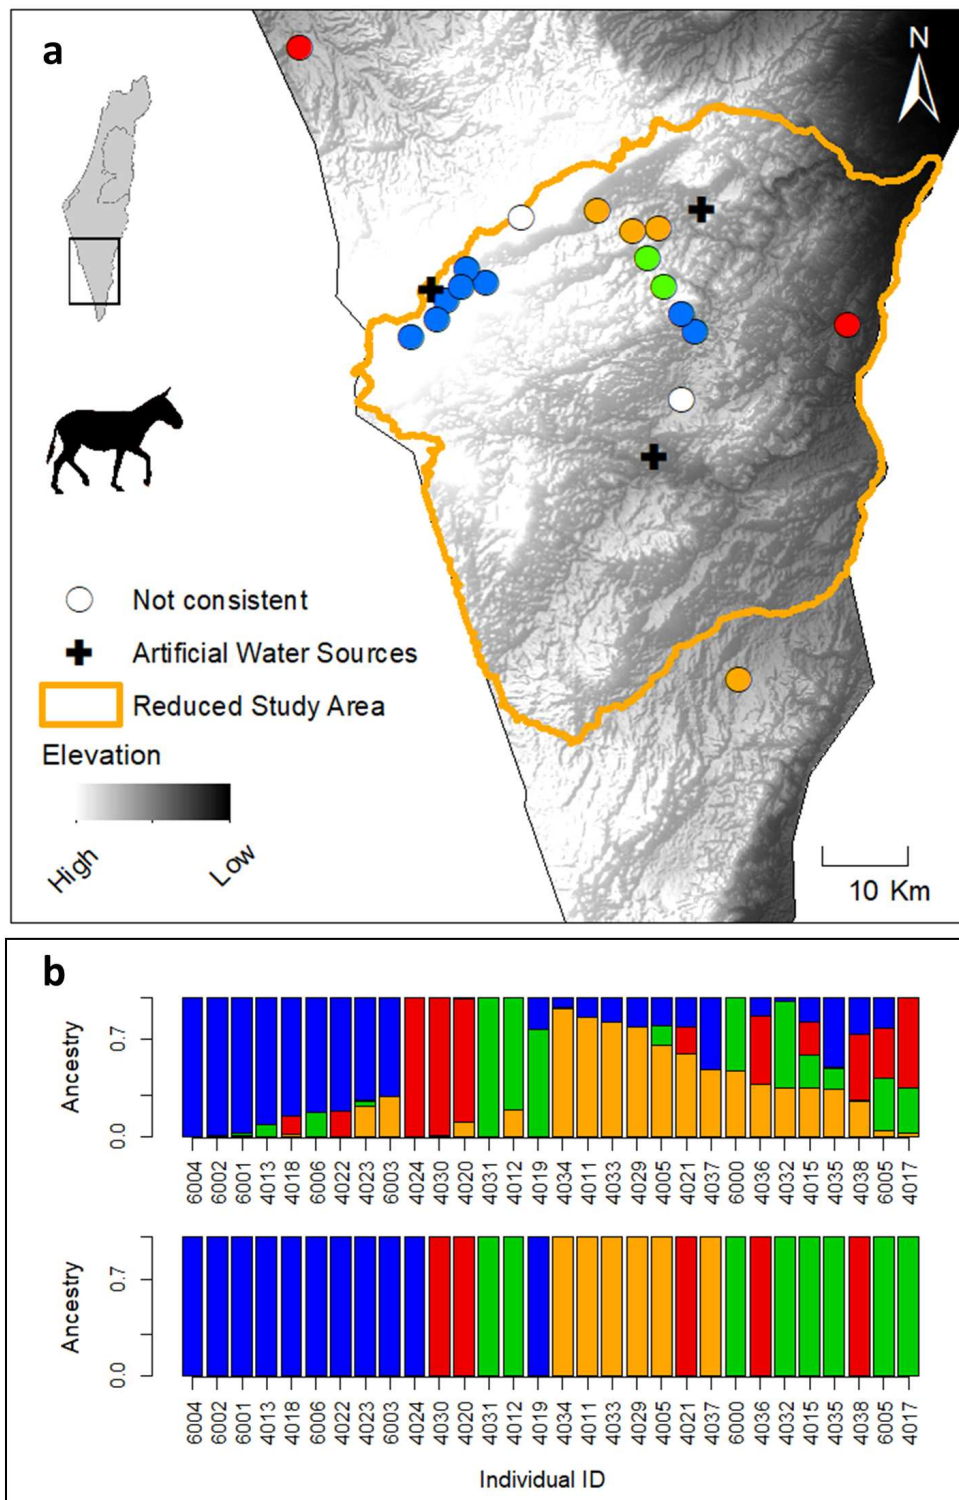 a
N
Not consistent
Artificial Water Sources
Reduced Study Area
Elevation
High Low
10 Km
b
Ancestry
0.7
0.0
6004 6002 6001 4013 4018 6006 4022 4023 6003 4024 4030 4020 4031 4012 4019 4034 4011 4033 4029 4005 4021 4037 6000 4036 4032 4015 4035 4038 6005 4017
Ancestry
0.7
0.0
6004 6002 6001 4013 4018 6006 4022 4023 6003 4024 4030 4020 4031 4012 4019 4034 4011 4033 4029 4005 4021 4037 6000 4036 4032 4015 4035 4038 6005 4017
Individual ID